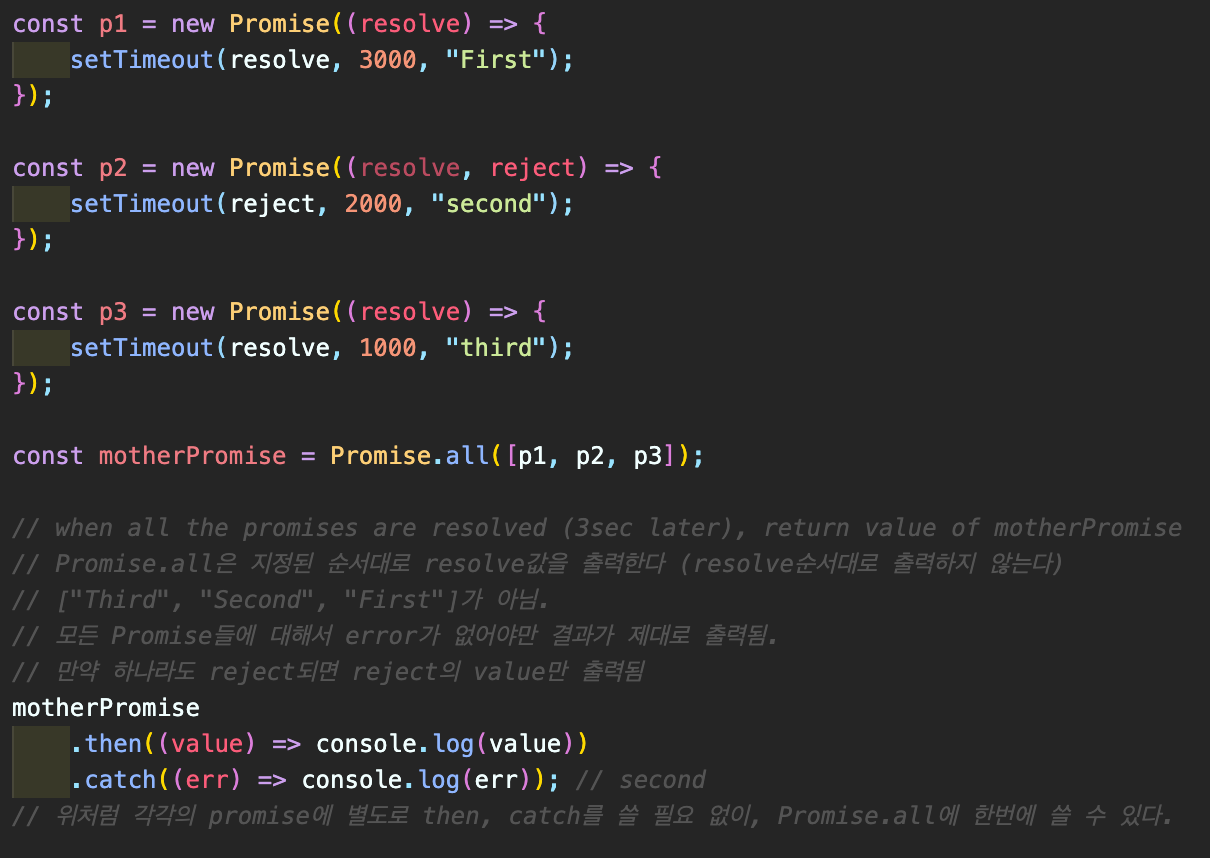 const p1 = new Promise((resolve) => {
setTimeout(resolve, 3000, "First");
});
const p2 = new Promise((resolve, reject) => {
setTimeout(reject, 2000, "second");
});
const p3 = new Promise((resolve) => {
setTimeout(resolve, 1000, "third");
});
const motherPromise = Promise.all([p1, p2, p3]);
// when all the promises are resolved (3sec later), return value of motherPromise
// Promise.all은 지정된 순서대로 resolve값을 출력한다 (resolve순서대로 출력하지 않는다)
// ["Third", "Second", "First"]가 아님.
// 모든 Promise들에 대해서 error가 없어야만 결과가 제대로 출력됨.
// 만약 하나라도 reject되면 reject의 value만 출력됨
motherPromise
.then((value) => console.log(value))
.catch((err) => console.log(err)); // second
// 위처럼 각각의 promise에 별도로 then, catch를 쓸 필요 없이, Promise.all에 한번에 쓸 수 있다.